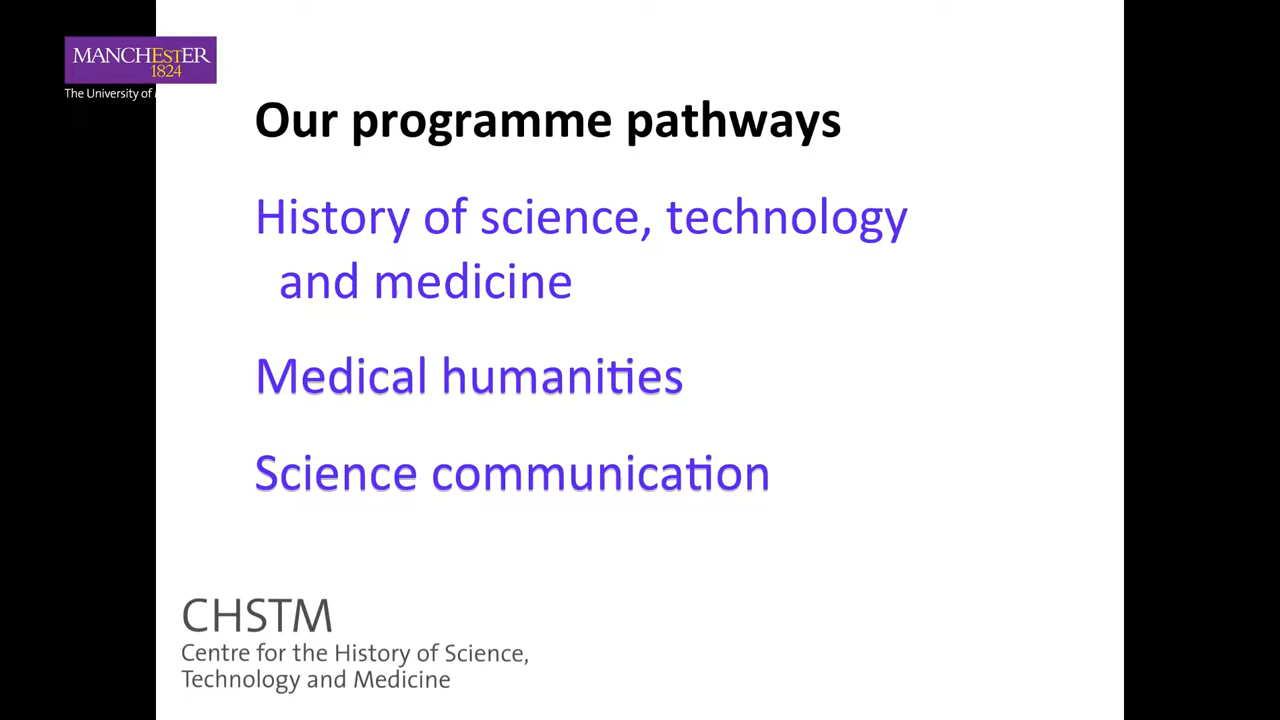 MANCHESTER
1824
The University of
Our programme pathways
History of science, technology
and medicine
Medical humanities
Science communication
CHSTM
Centre for the History of Science,
Technology and Medicine